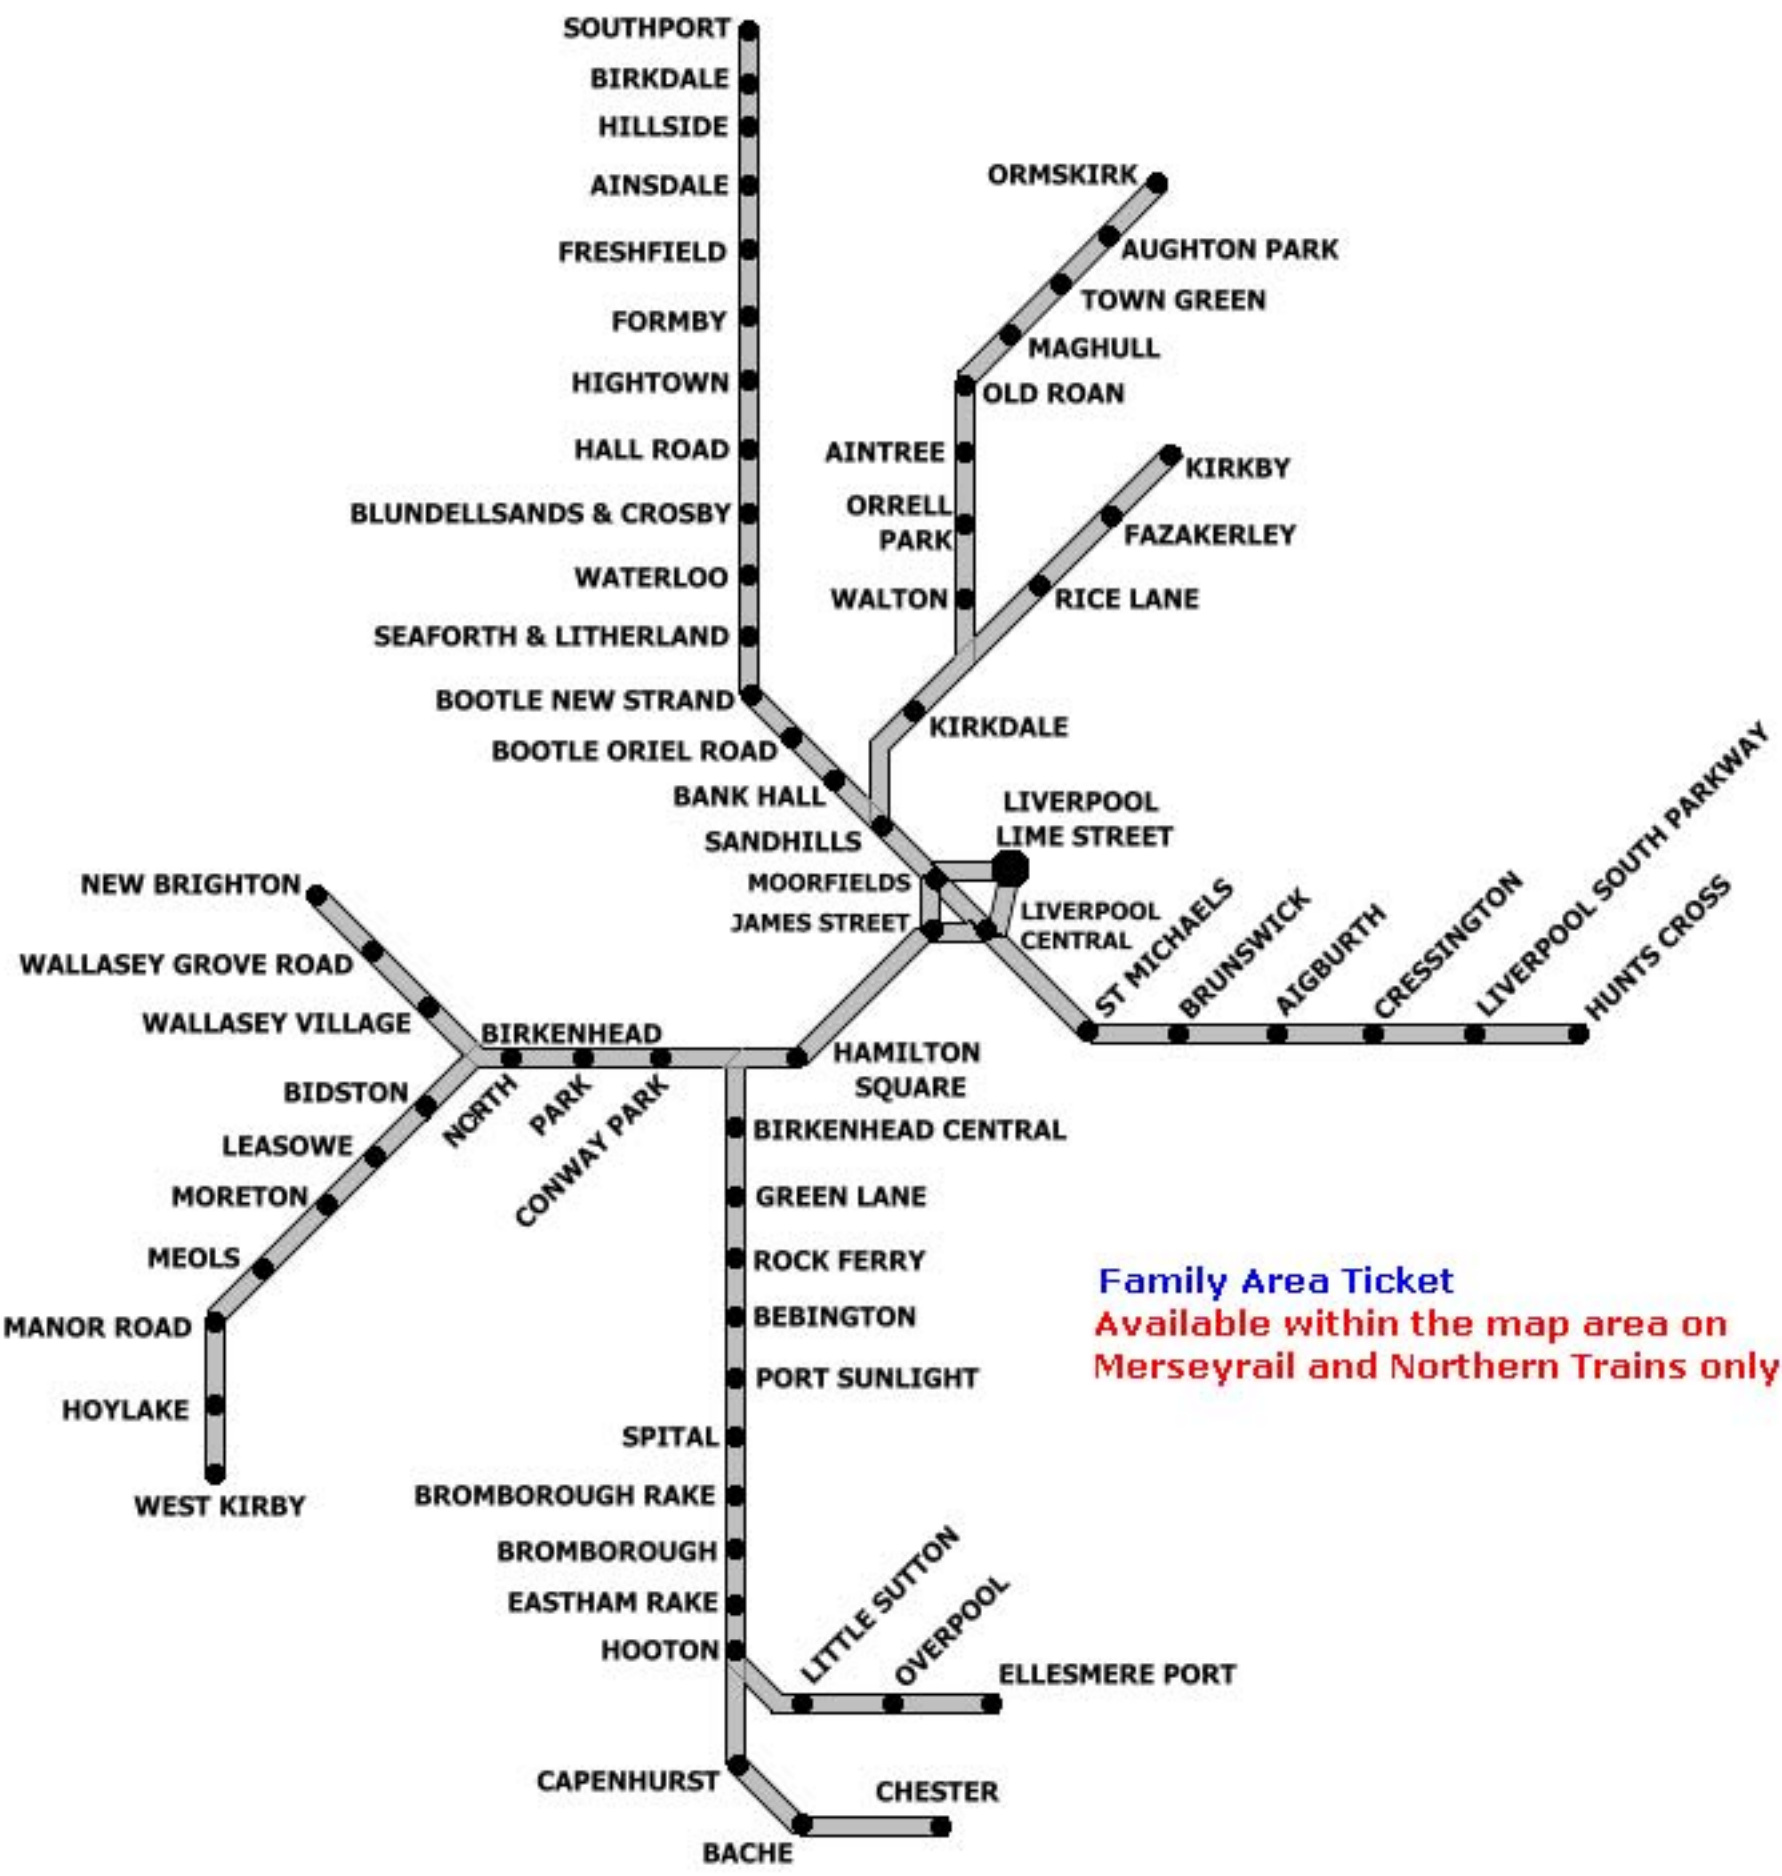 SOUTHPORT
BIRKDALE
HILLSIDE
AINSDALE
FRESHFIELD
FORMBY
HIGHTOWN
HALL ROAD
BLUNDELLSANDS & CROSBY
WATERLOO
SEAFORTH & LITHERLAND
BOOTLE NEW STRAND
BOOTLE ORIEL ROAD
BANK HALL
SANDHILLS
MOORFIELDS
JAMES STREET
ORMSKIRK
AUGHTON PARK
TOWN GREEN
MAGHULL
OLD ROAN
AINTREE
ORRELL
PARK
WALTON
KIRKBY
FAZAKERLEY
RICE LANE
KIRKDALE
LIVERPOOL
LIME STREET
LIVERPOOL
CENTRAL
ST MICHAELS
BRUNSWICK
AIGBURTH
CRESSINGTON
LIVERPOOL SOUTH PARKWAY
HUNTS CROSS
NEW BRIGHTON
WALLASEY GROVE ROAD
WALLASEY VILLAGE
BIRKENHEAD
NORTH
PARK
CONWAY PARK
HAMILTON
SQUARE
BIDSTON
LEASOWE
MORETON
MEOLS
MANOR ROAD
HOYLAKE
WEST KIRBY
BIRKENHEAD CENTRAL
GREEN LANE
ROCK FERRY
BEBINGTON
PORT SUNLIGHT
SPITAL
BROMBOROUGH RAKE
BROMBOROUGH
EASTHAM RAKE
HOOTON
LITTLE SUTTON
OVERPOOL
ELLESMERE PORT
CAPENHURST
BACHE
CHESTER
Family Area Ticket
Available within the map area on
Merseyrail and Northern Trains only